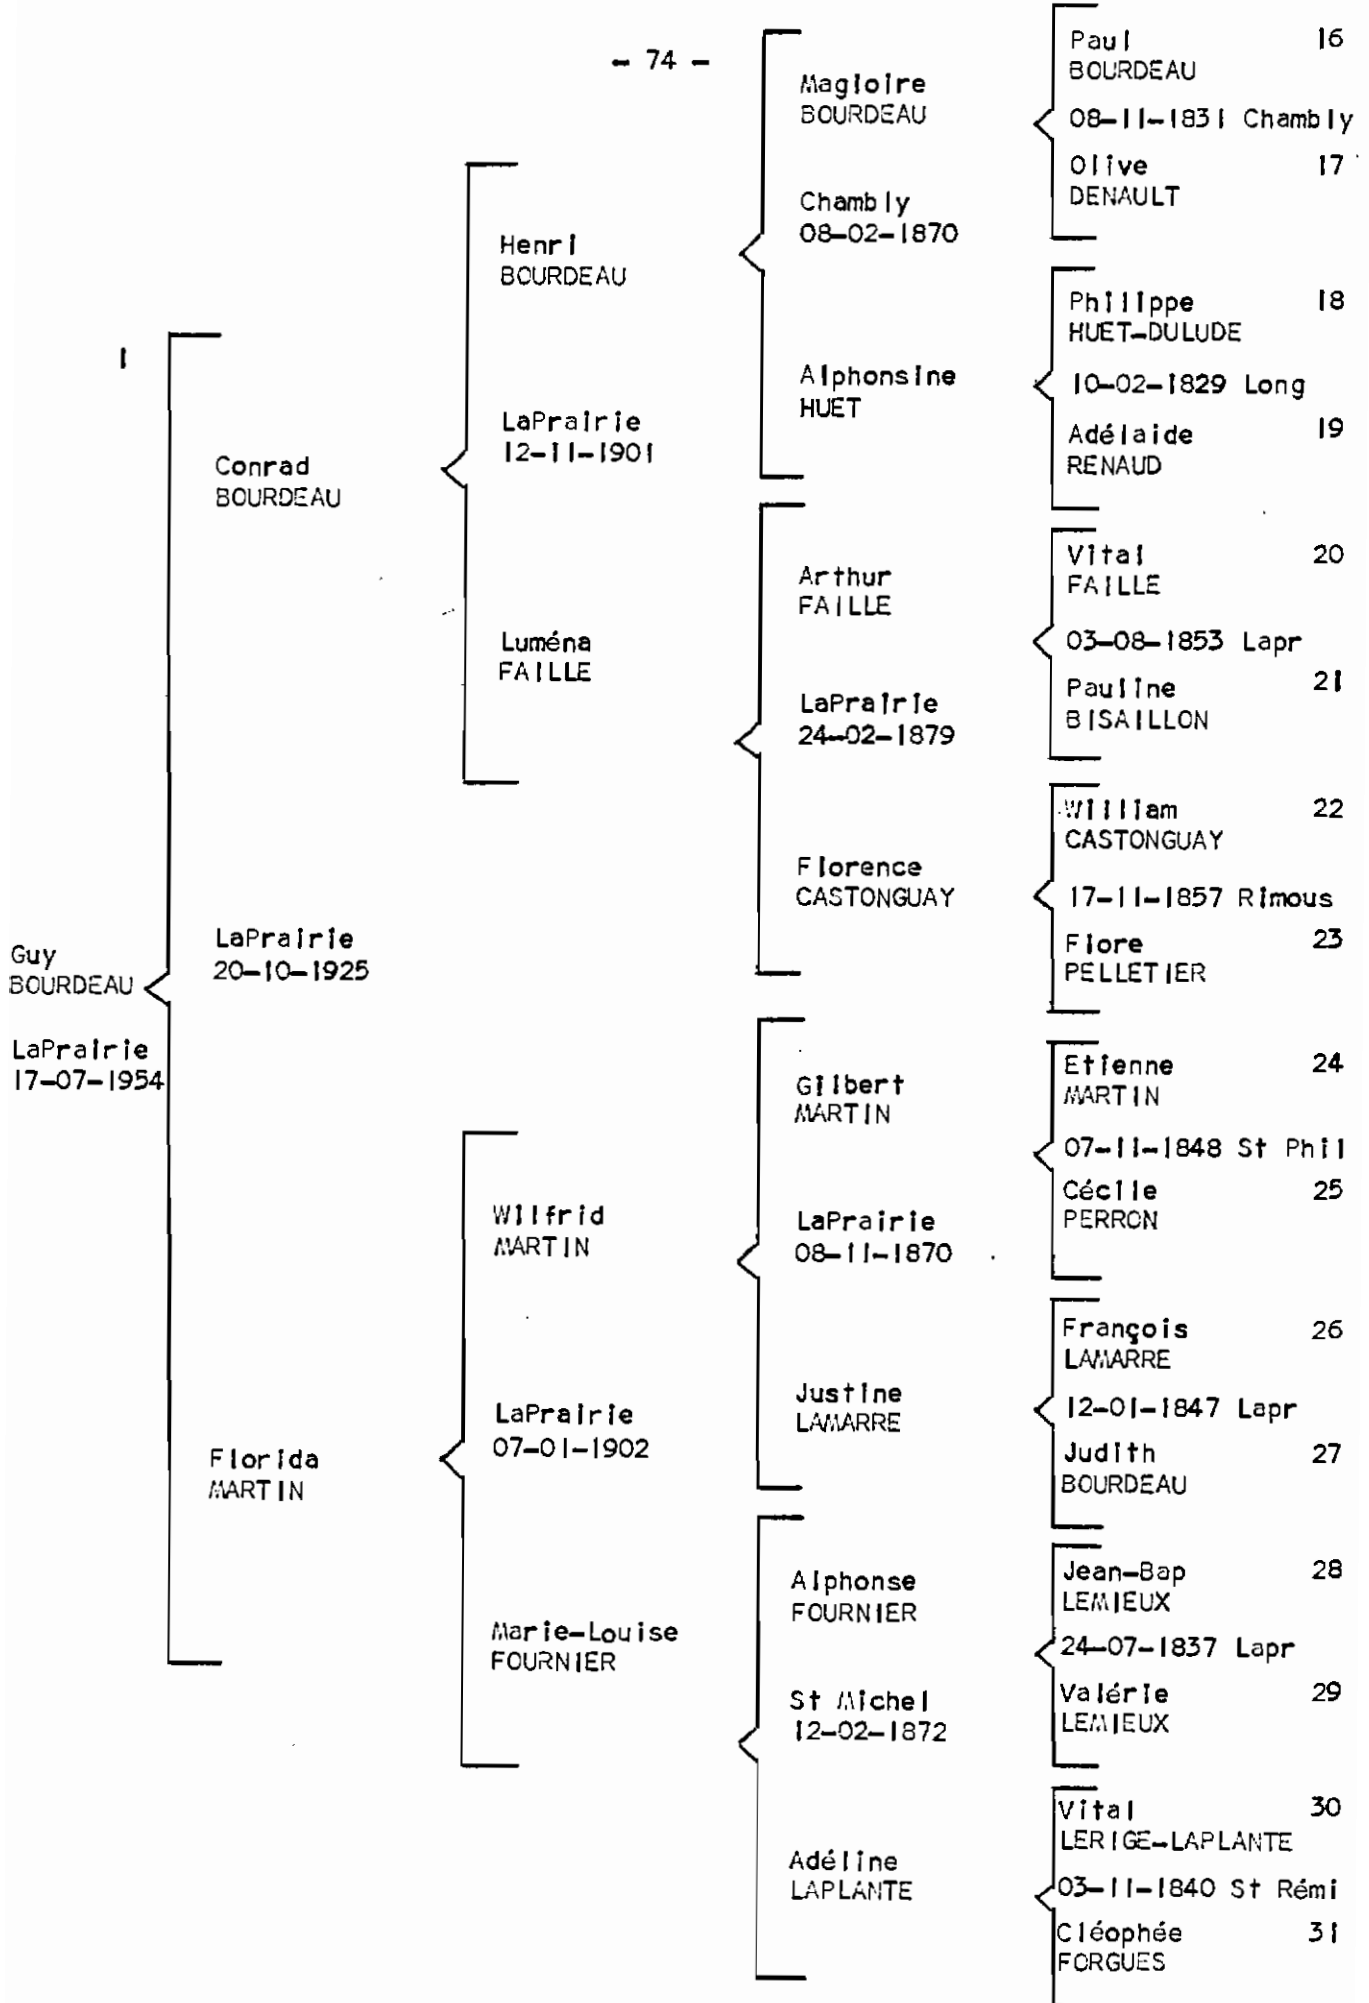 - 74 -
1
Guy
BOURDEAU
LaPrairie
17-07-1954
Conrad
BOURDEAU
LaPrairie
20-10-1925
Florida
MARTIN
Henri
BOURDEAU
LaPrairie
12-11-1901
Luména
FAILLE
Wilfrid
MARTIN
LaPrairie
07-01-1902
Marie-Louise
FOURNIER
Magloire
BOURDEAU
Chambly
08-02-1870
Alphonsine
HUET
Arthur
FAILLE
LaPrairie
24-02-1879
Florence
CASTONGUAY
Gilbert
MARTIN
LaPrairie
08-11-1870
Justine
LAMARRE
Alphonse
FOURNIER
St Michel
12-02-1872
Adéline
LAPLANTE
Paul 16
BOURDEAU
08-11-1831 Chambly
Olive 17
DENAULT
Philippe 18
HUET-DULUDE
10-02-1829 Long
Adélaide 19
RENAUD
Vital 20
FAILLE
03-08-1853 Lapr
Pauline 21
BISAILLON
William 22
CASTONGUAY
17-11-1857 Rimous
Flore 23
PELLETIER
Etienne 24
MARTIN
07-11-1848 St Phil
Cécile 25
PERRON
François 26
LAMARRE
12-01-1847 Lapr
Judith 27
BOURDEAU
Jean-Bap 28
LEMIEUX
24-07-1837 Lapr
Valérie 29
LEMIEUX
Vital 30
LERIGE-LAPLANTE
03-11-1840 St Rémi
Cléophée 31
FORGUES